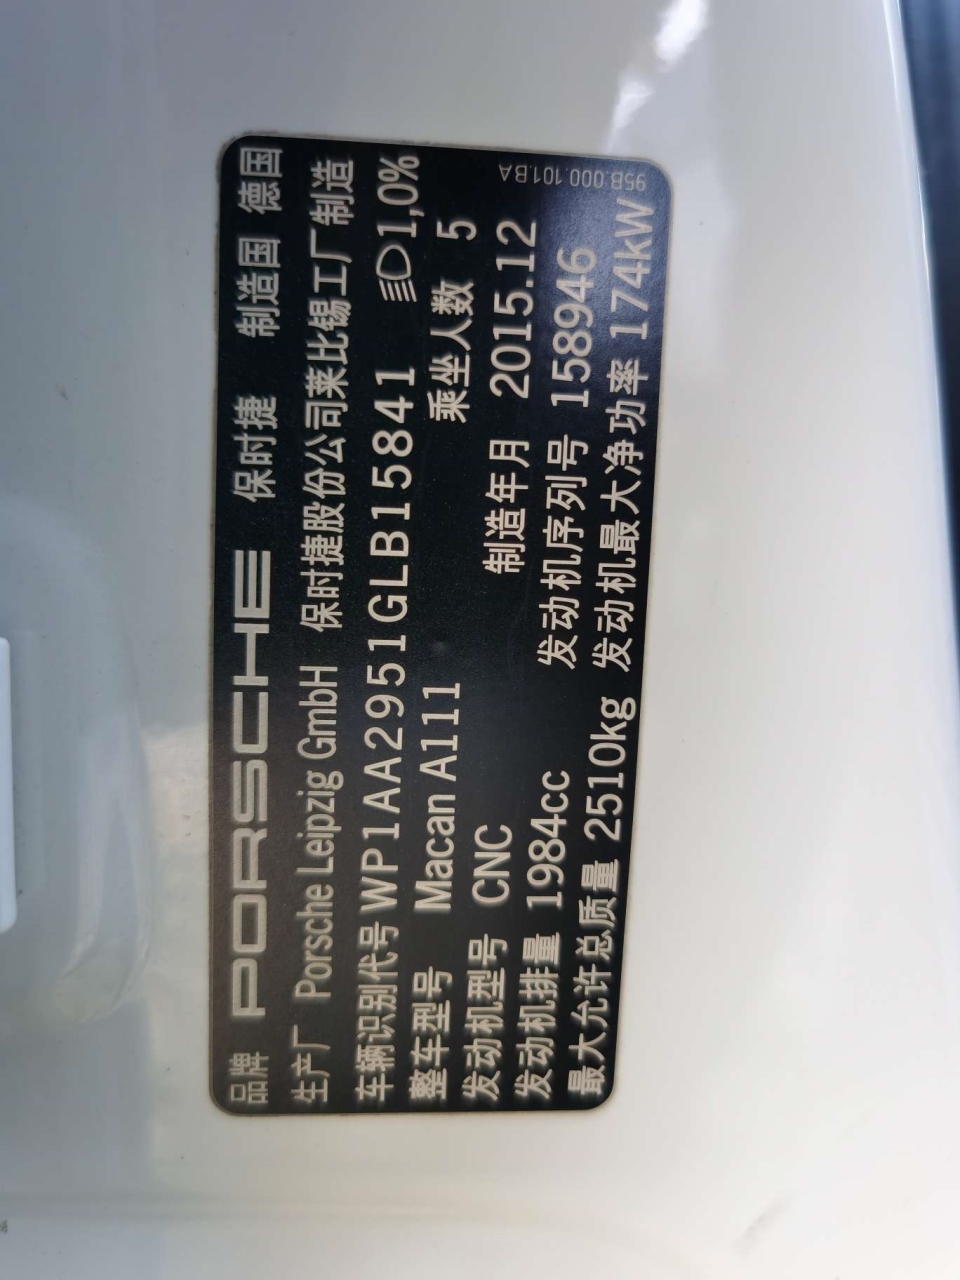 品牌 PORSCHE 保时捷 制造国 德国
生产厂 Porsche Leipzig GmbH 保时捷股份公司莱比锡工厂制造
车辆识别代号 WP1AA2951GLB15841 1,0%
整车型号 Macan A111 乘坐人数 5
发动机型号 CNC 制造年月 2015.12
发动机排量 1984cc 发动机序列号 158946
最大允许总质量 2510kg 发动机最大净功率 174kW
95B.000.101.BA